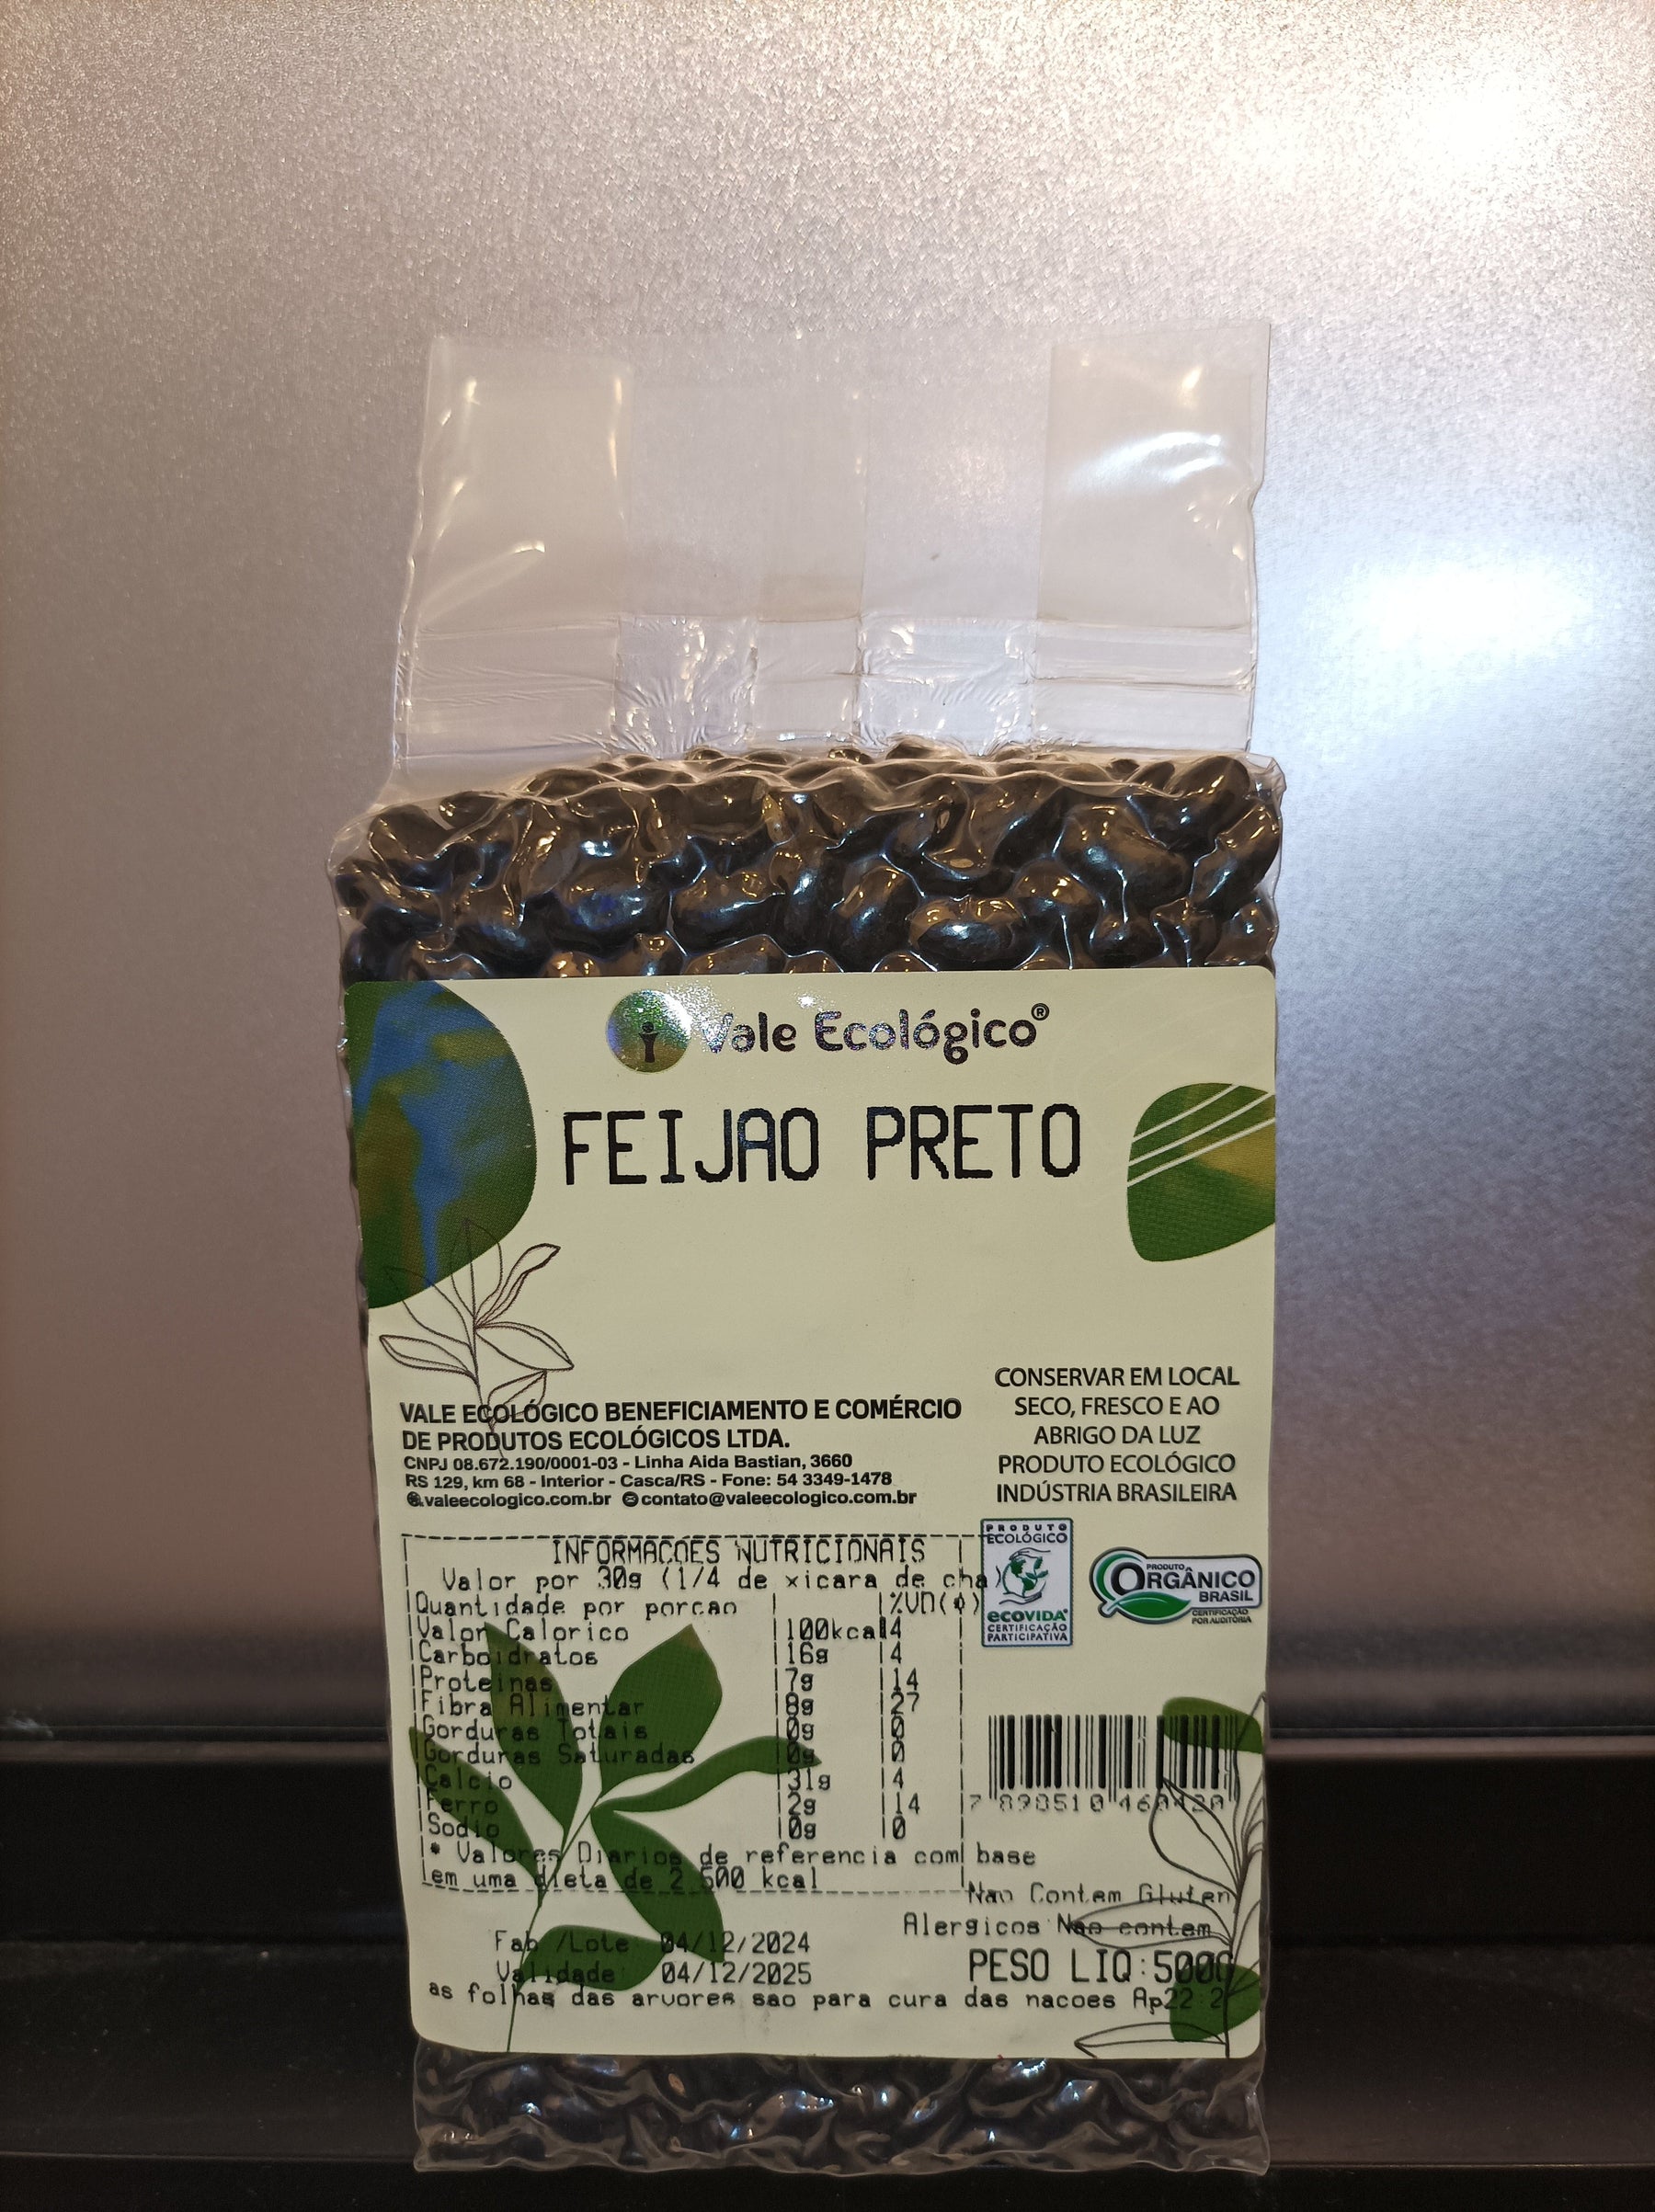 Vale Ecológico®
FEIJAO PRETO
VALE ECOLÓGICO BENEFICIAMENTO E COMÉRCIO
DE PRODUTOS ECOLÓGICOS LTDA.
CNPJ 08.672.190/0001-03 - Linha Aida Bastian, 3660
RS 129, km 68 - Interior - Casca/RS - Fone: 54 3349-1478
valeecologico.com.br contato@valeecologico.com.br
CONSERVAR EM LOCAL
SECO, FRESCO E AO
ABRIGO DA LUZ
PRODUTO ECOLÓGICO
INDÚSTRIA BRASILEIRA
PRODUTO
ECOLÓGICO
ecovida
CERTIFICAÇÃO
PARTICIPATIVA
PRODUTO
ORGÂNICO
BRASIL
CERTIFICAÇÃO
POR AUDITORIA
INFORMACOES NUTRICIONAIS
Valor por 30g (1/4 de xicara de cha)
Quantidade por porcao %VD(*)
Valor Calorico 100kcal 4
Carboidratos 16g 4
Proteinas 7g 14
Fibra Alimentar 8g 27
Gorduras Totais 0g 0
Gorduras Saturadas 0g 0
Calcio 31g 4
Ferro 2g 14
Sodio 0g 0
* Valores Diarios de referencia com base
em uma dieta de 2.500 kcal
7 898510 460420
Nao Contem Gluten
Alergicos Nao contem
Fab /Lote 04/12/2024
Validade 04/12/2025
PESO LIQ:500G
as folhas das arvores sao para cura das nacoes Ap22 2